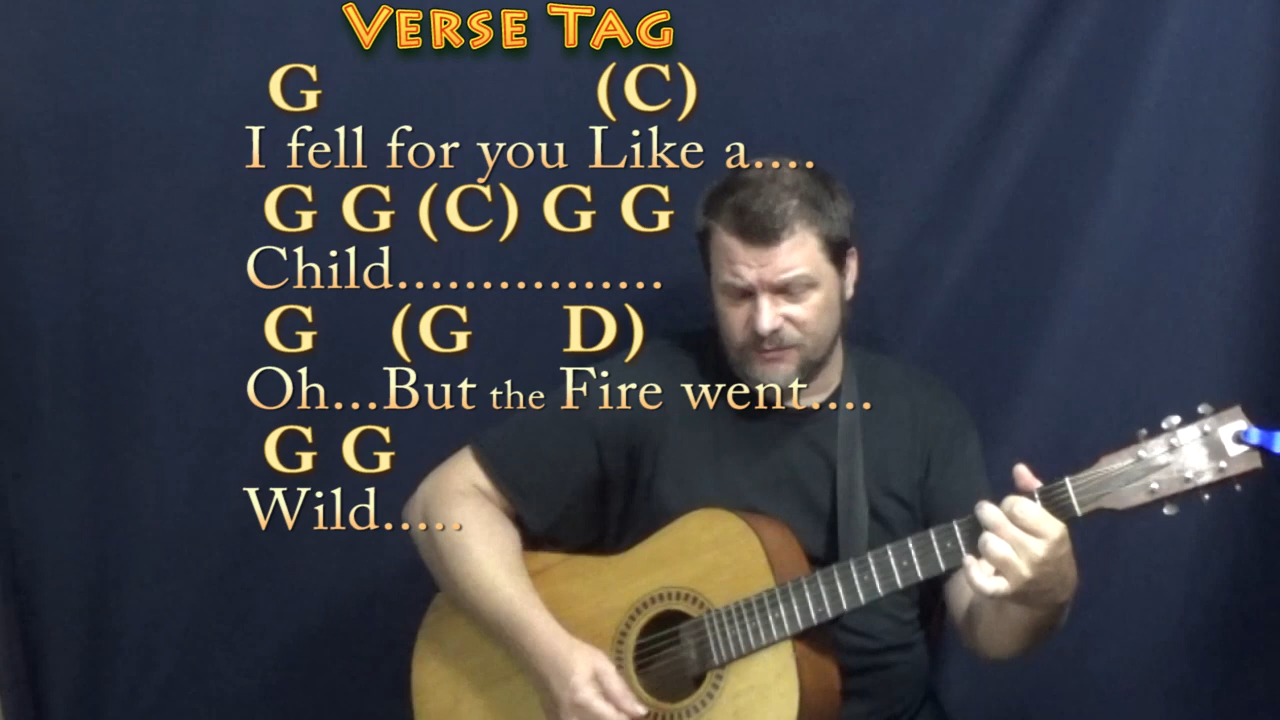 VERSE TAG
G (C)
I fell for you Like a....
G G (C) G G
Child................
G (G D)
Oh...But the Fire went....
G G
Wild.....